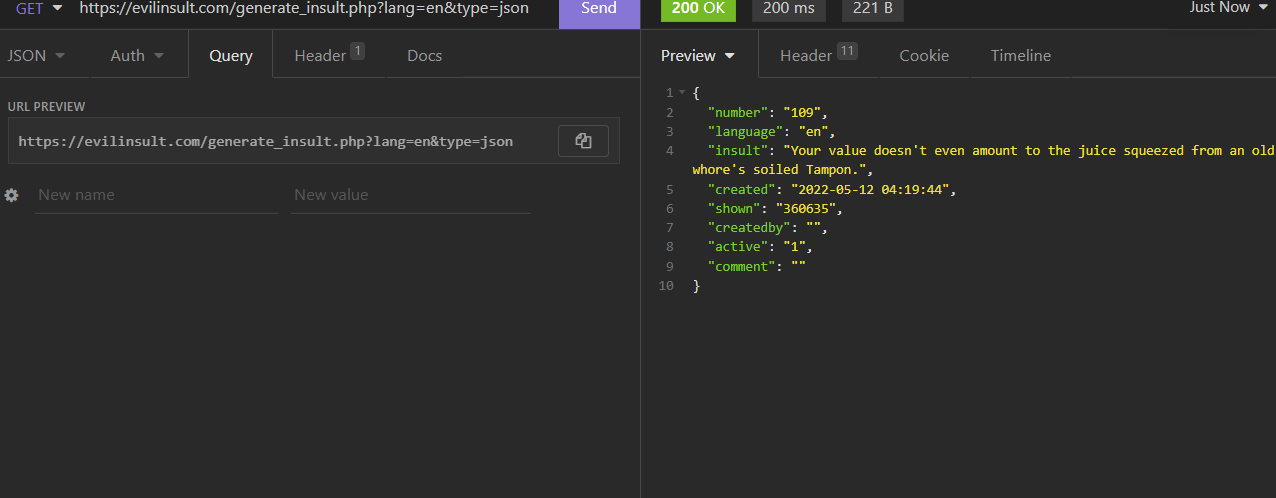 GET https://evilinsult.com/generate_insult.php?lang=en&type=json Send
200 OK 200 ms 221 B Just Now
JSON Auth Query Header 1 Docs
Preview Header 11 Cookie Timeline
URL PREVIEW
https://evilinsult.com/generate_insult.php?lang=en&type=json
New name New value
1 {
2 "number": "109",
3 "language": "en",
4 "insult": "Your value doesn't even amount to the juice squeezed from an old
whore's soiled Tampon.",
5 "created": "2022-05-12 04:19:44",
6 "shown": "360635",
7 "createdby": "",
8 "active": "1",
9 "comment": ""
10 }